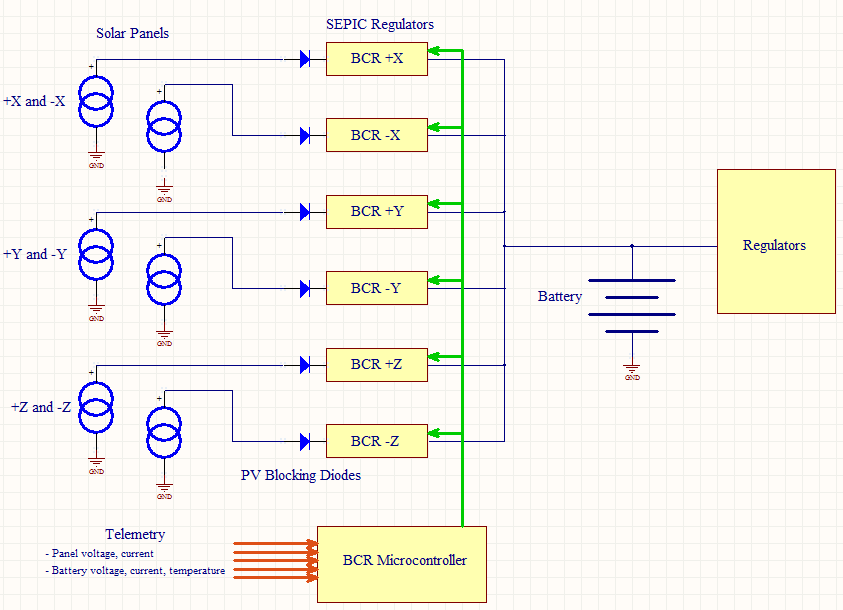 SEPIC Regulators
Solar Panels
+
BCR +X
+X and -X
+
BCR -X
GND
GND
+
BCR +Y
+Y and -Y
+
Regulators
BCR -Y
Battery
GND
GND
+
BCR +Z
GND
+Z and -Z
+
BCR -Z
GND
PV Blocking Diodes
GND
Telemetry
- Panel voltage, current
- Battery voltage, current, temperature
BCR Microcontroller